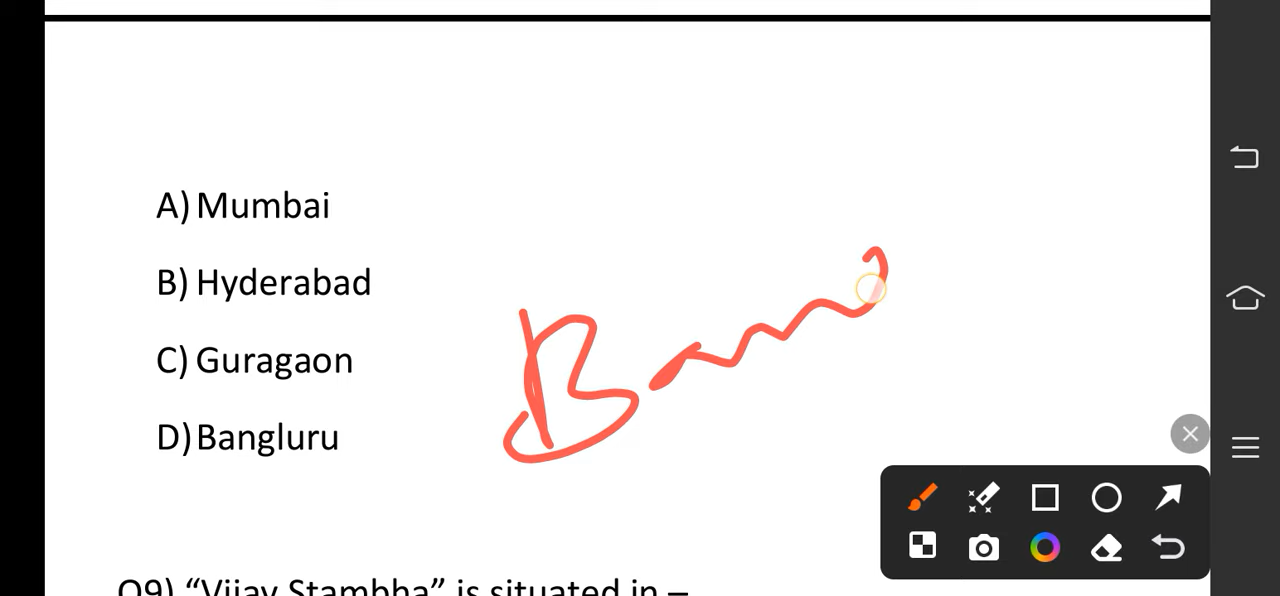 A) Mumbai
B) Hyderabad
C) Guragaon
D) Bangluru
Q9) “Vijay Stambha” is situated in –